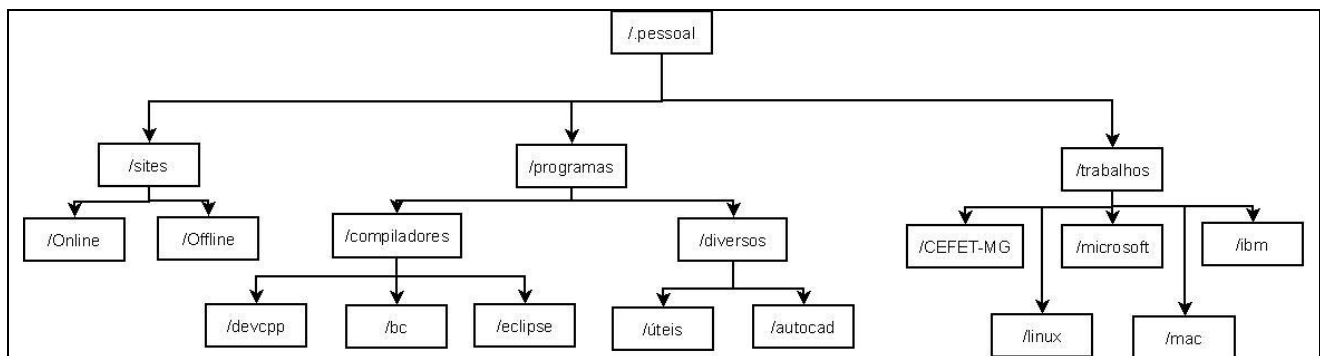 /.pessoal
/sites
/programas
/trabalhos
/Online
/Offline
/compiladores
/diversos
/CEFET-MG
/microsoft
/ibm
/devcpp
/bc
/eclipse
/úteis
/autocad
/linux
/mac